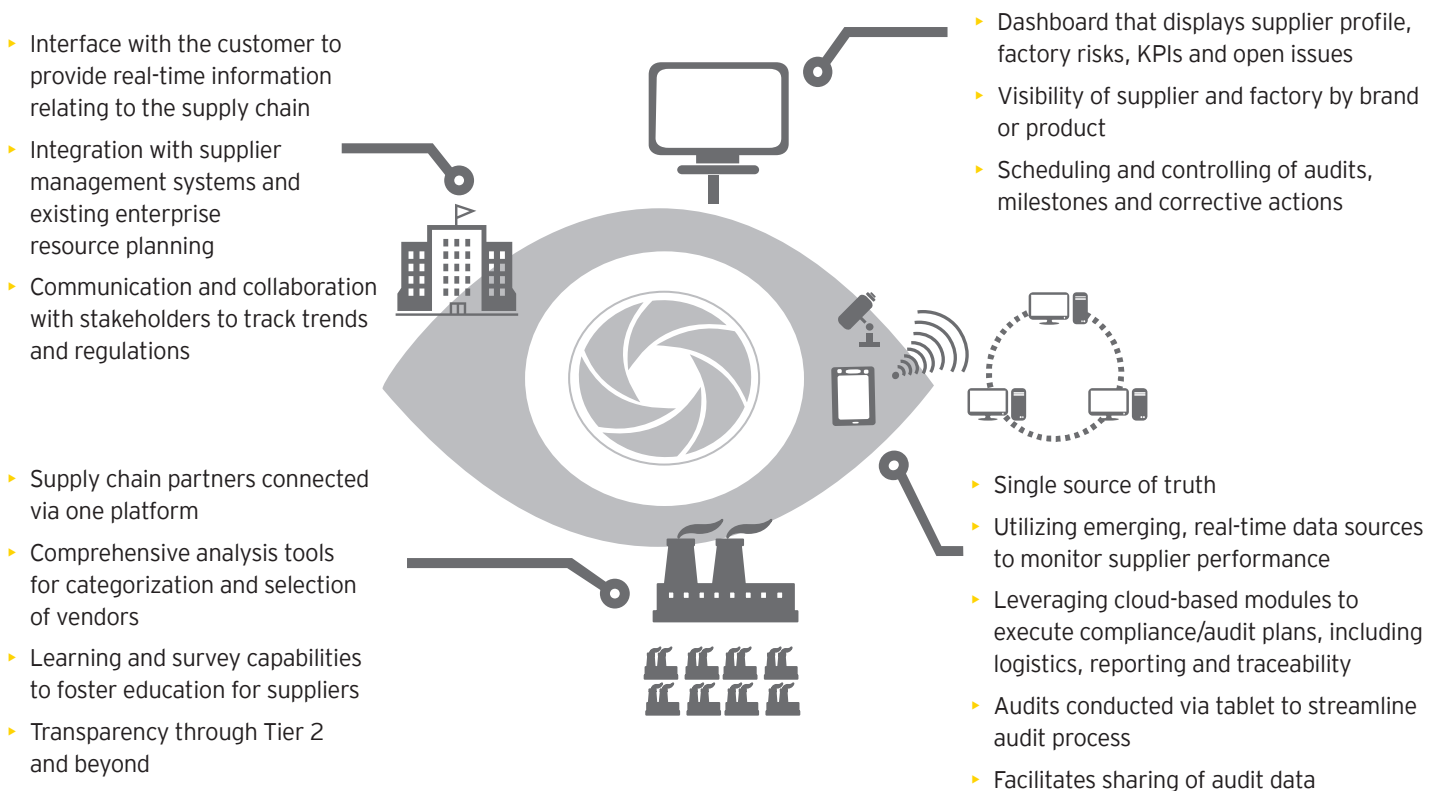 ▸ Interface with the customer to
provide real-time information
relating to the supply chain
▸ Integration with supplier
management systems and
existing enterprise
resource planning
▸ Communication and collaboration
with stakeholders to track trends
and regulations
▸ Dashboard that displays supplier profile,
factory risks, KPIs and open issues
▸ Visibility of supplier and factory by brand
or product
▸ Scheduling and controlling of audits,
milestones and corrective actions
▸ Supply chain partners connected
via one platform
▸ Comprehensive analysis tools
for categorization and selection
of vendors
▸ Learning and survey capabilities
to foster education for suppliers
▸ Transparency through Tier 2
and beyond
▸ Single source of truth
▸ Utilizing emerging, real-time data sources
to monitor supplier performance
▸ Leveraging cloud-based modules to
execute compliance/audit plans, including
logistics, reporting and traceability
▸ Audits conducted via tablet to streamline
audit process
▸ Facilitates sharing of audit data